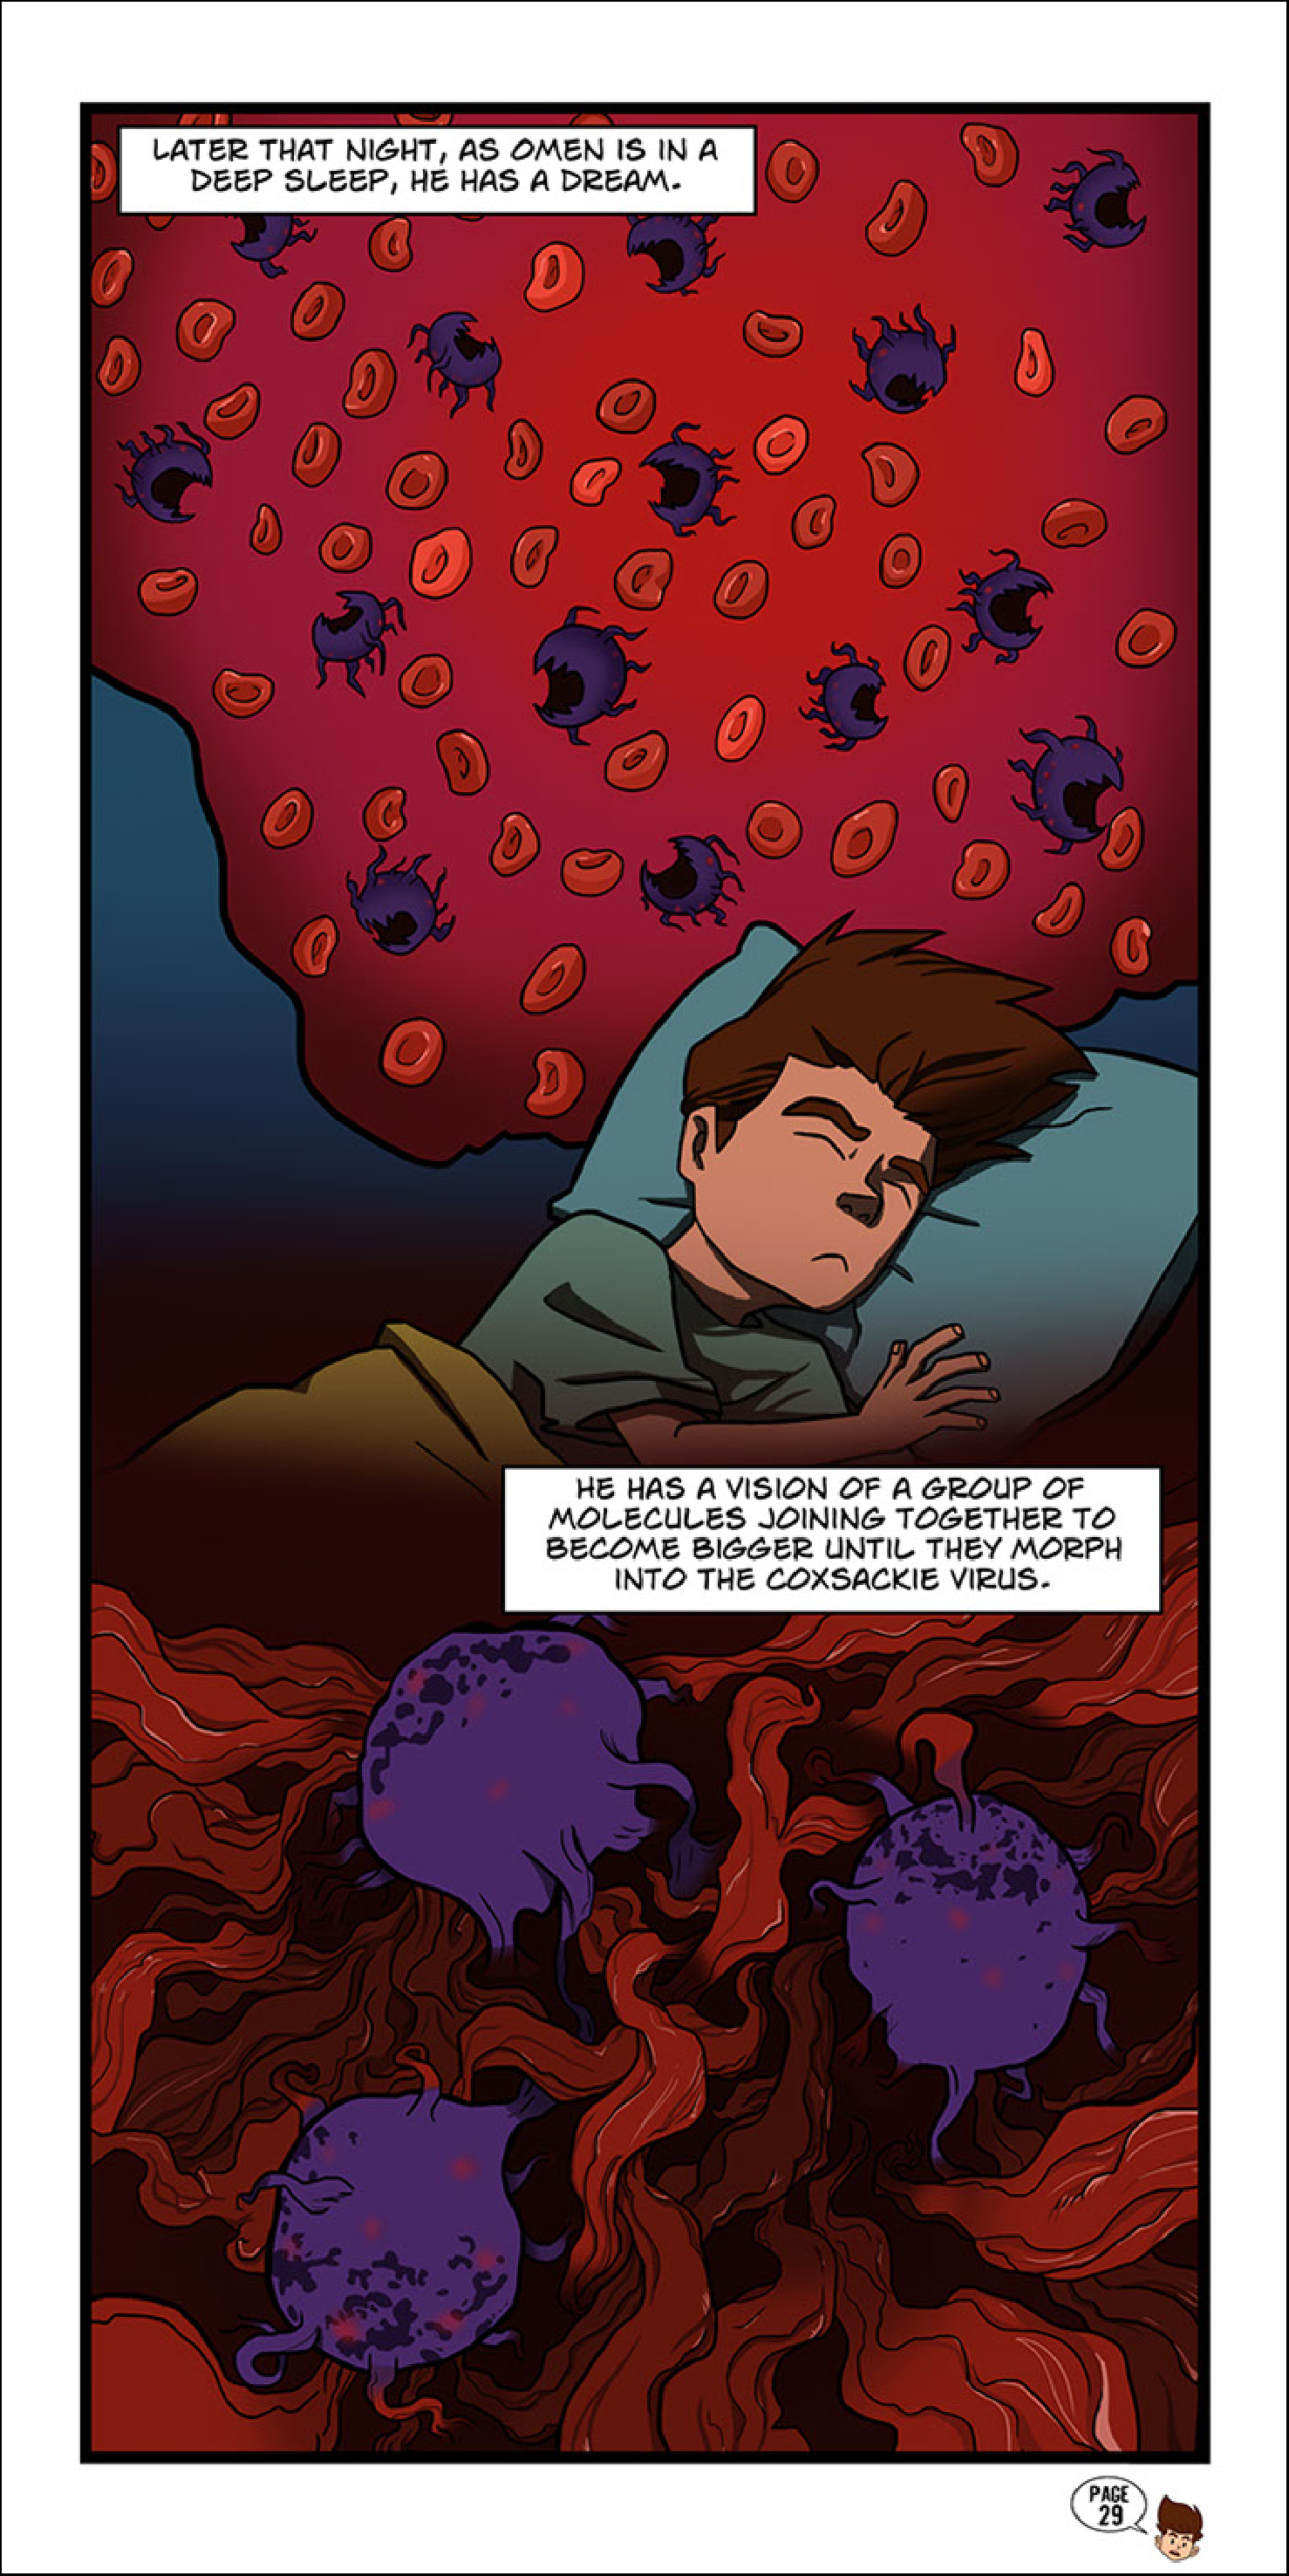 LATER THAT NIGHT, AS OMEN IS IN A
DEEP SLEEP, HE HAS A DREAM.
HE HAS A VISION OF A GROUP OF
MOLECULES JOINING TOGETHER TO
BECOME BIGGER UNTIL THEY MORPH
INTO THE COXSACKIE VIRUS.
PAGE
29